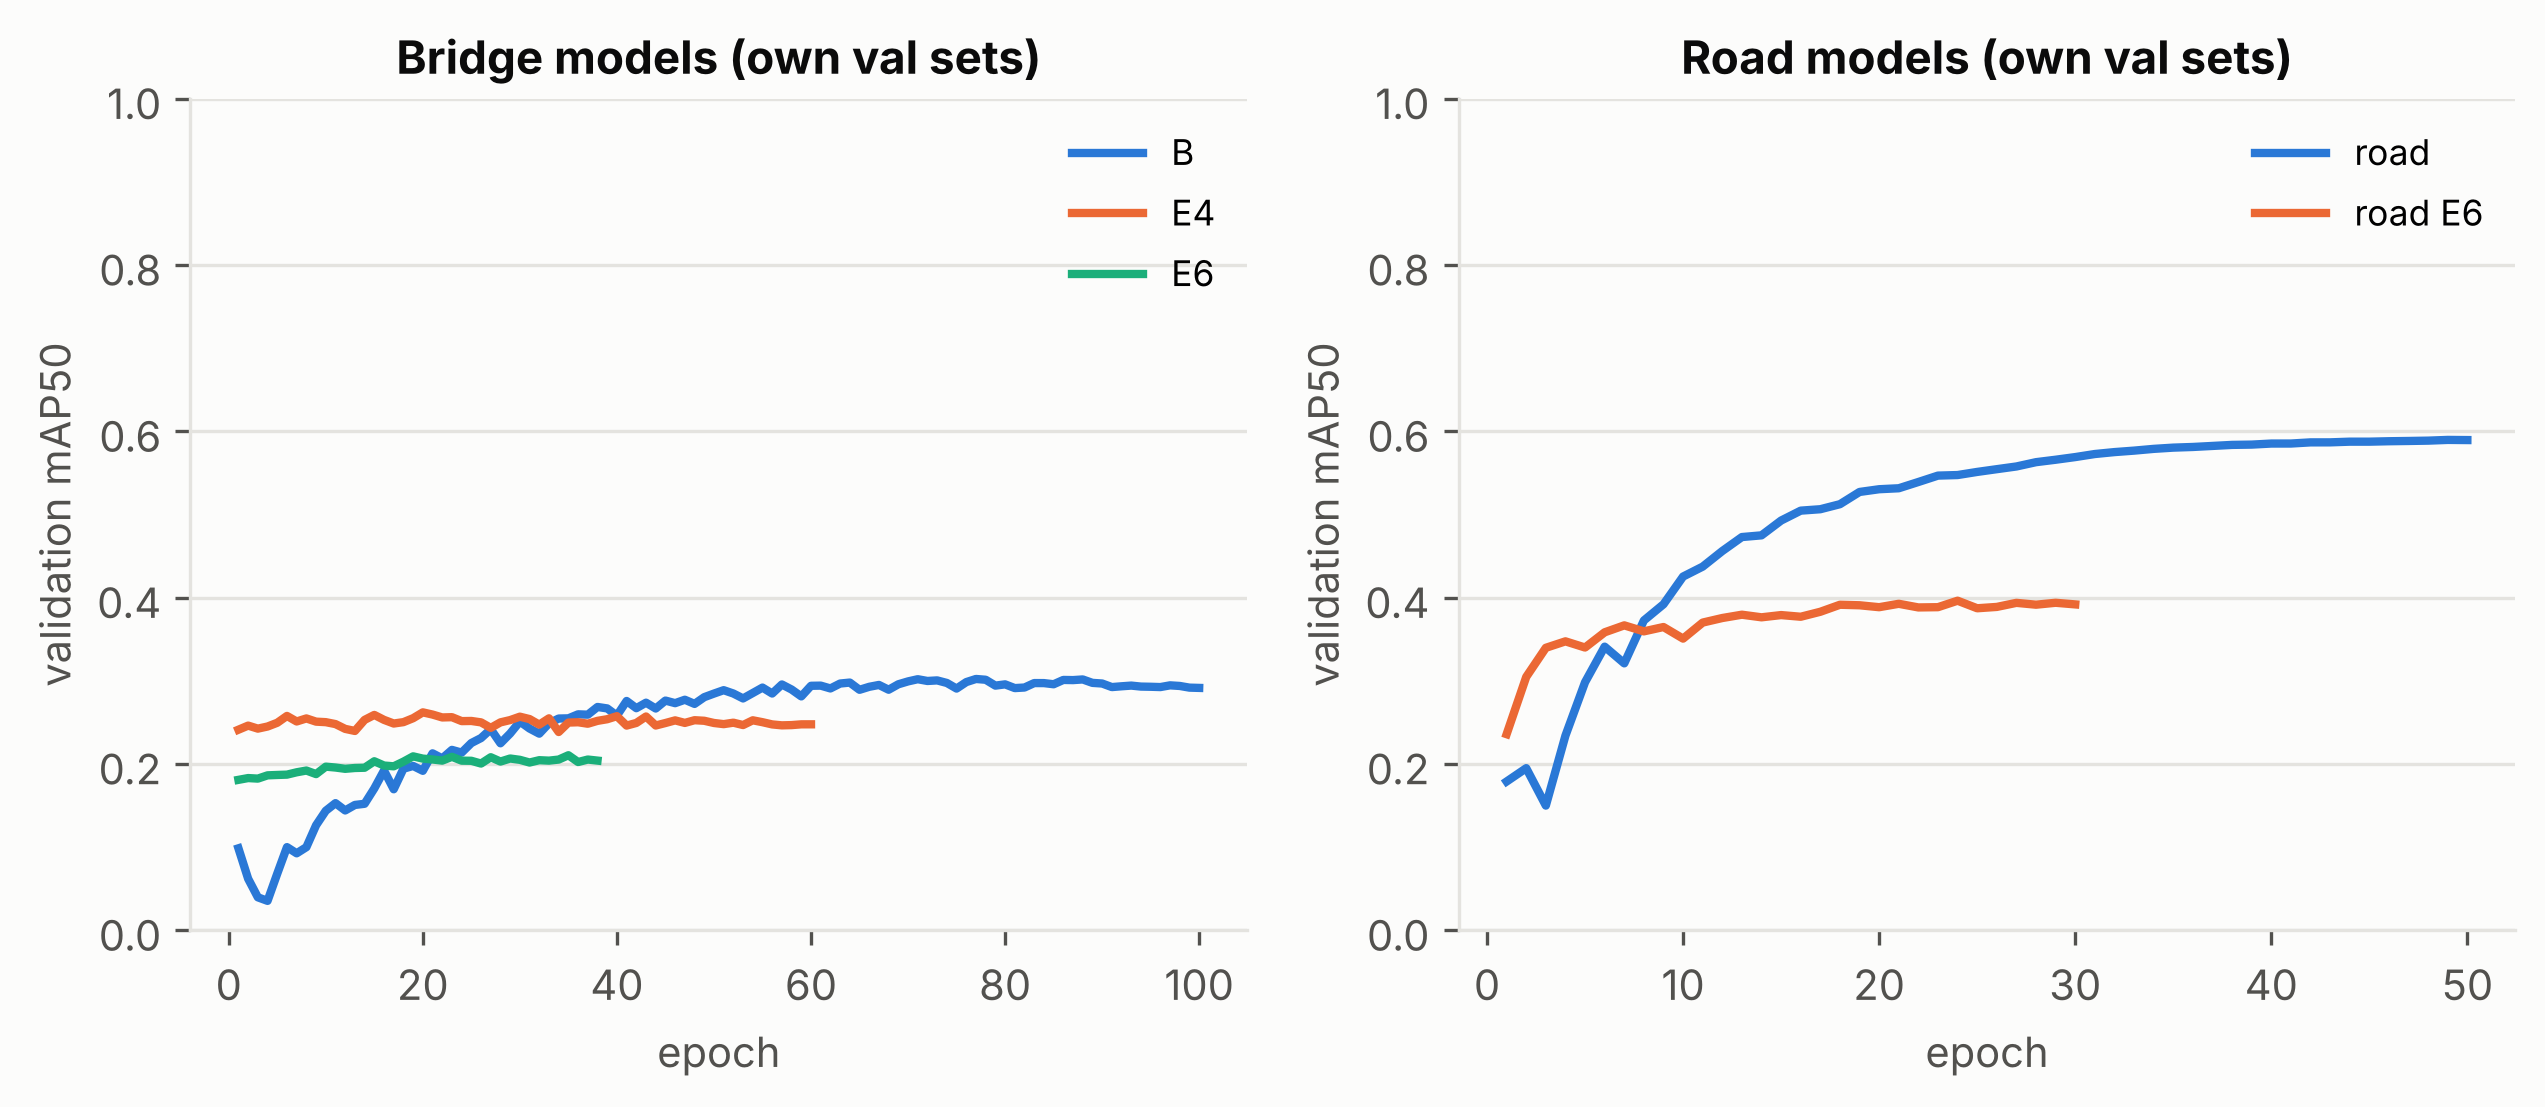 Bridge models (own val sets)
1.0
0.8
0.6
0.4
0.2
0.0
validation mAP50
B
E4
E6
0 20 40 60 80 100
epoch
Road models (own val sets)
1.0
0.8
0.6
0.4
0.2
0.0
validation mAP50
road
road E6
0 10 20 30 40 50
epoch